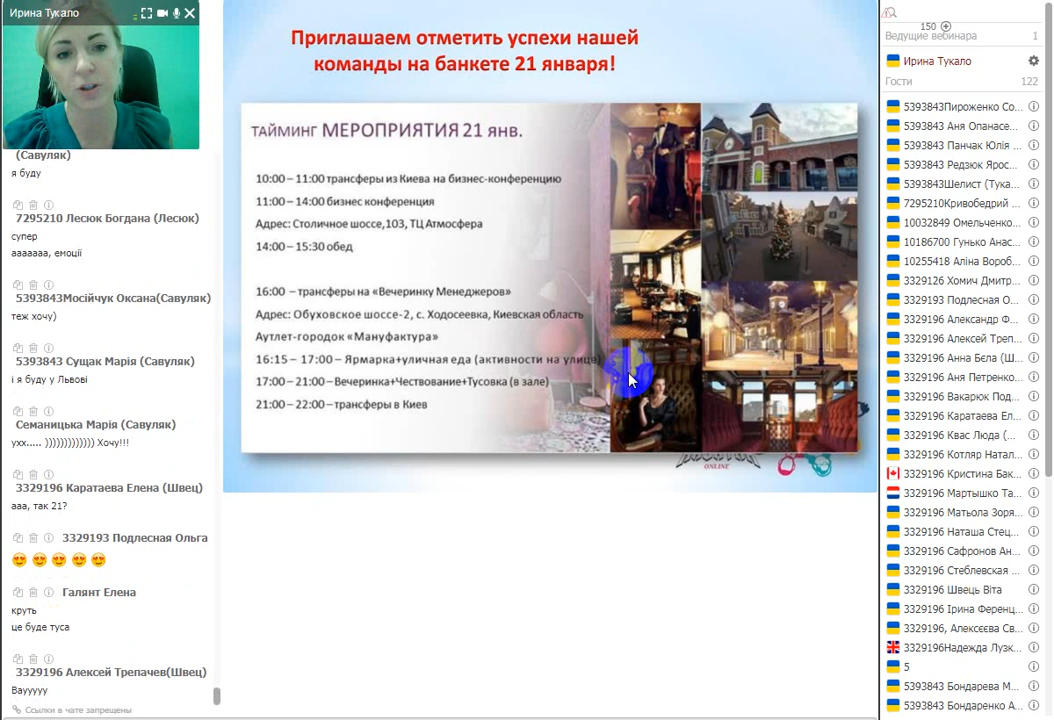 Ирина Тукало
(Савуляк)
я буду
7295210 Лесюк Богдана (Лесюк)
супер
ааааааа, емоції
5393843Мосійчук Оксана(Савуляк)
теж хочу)
5393843 Сущак Марія (Савуляк)
і я буду у Львові
Семаницька Марія (Савуляк)
ухх..... ))))))))))))) Хочу!!!
3329196 Каратаева Елена (Швец)
ааа, так 21?
3329193 Подлесная Ольга
Галянт Елена
круть
це буде туса
3329196 Алексей Трепачев(Швец)
Вауууууу
Ссылки в чате запрещены
Приглашаем отметить успехи нашей
команды на банкете 21 января!
ТАЙМИНГ МЕРОПРИЯТИЯ 21 янв.
10:00 – 11:00 трансферы из Киева на бизнес-конференцию
11:00 – 14:00 бизнес конференция
Адрес: Столичное шоссе,103, ТЦ Атмосфера
14:00 – 15:30 обед
16:00 – трансферы на «Вечеринку Менеджеров»
Адрес: Обуховское шоссе-2, с. Ходосеевка, Киевская область
Аутлет-городок «Мануфактура»
16:15 – 17:00 – Ярмарка+уличная еда (активности на улице)
17:00 – 21:00 – Вечеринка+Чествование+Тусовка (в зале)
21:00 – 22:00 – трансферы в Киев
ONLINE
150
Ведущие вебинара 1
Ирина Тукало
Гости 122
5393843Пироженко Со...
5393843 Аня Опанасе...
5393843 Панчак Юлія ...
5393843 Редзюк Ярос...
5393843Шелист (Тука...
7295210Кривобедрий ...
10032849 Омельченко...
10186700 Гунько Анас...
10255418 Аліна Вороб...
3329126 Хомич Дмитр...
3329193 Подлесная О...
3329196 Александр Ф...
3329196 Алексей Треп...
3329196 Анна Бєла (Ш...
3329196 Аня Петренко...
3329196 Вакарюк Под...
3329196 Каратаева Ел...
3329196 Квас Люда (...
3329196 Котляр Натал...
3329196 Кристина Бак...
3329196 Мартышко Та...
3329196 Матьола Зоря...
3329196 Наташа Стец...
3329196 Сафронов Ан...
3329196 Стеблевская ...
3329196 Швець Віта
3329196 Ірина Ференц...
3329196, Алексєєва Св...
3329196Надежда Лузк...
5
5393843 Бондарева М...
5393843 Бондаренко А...